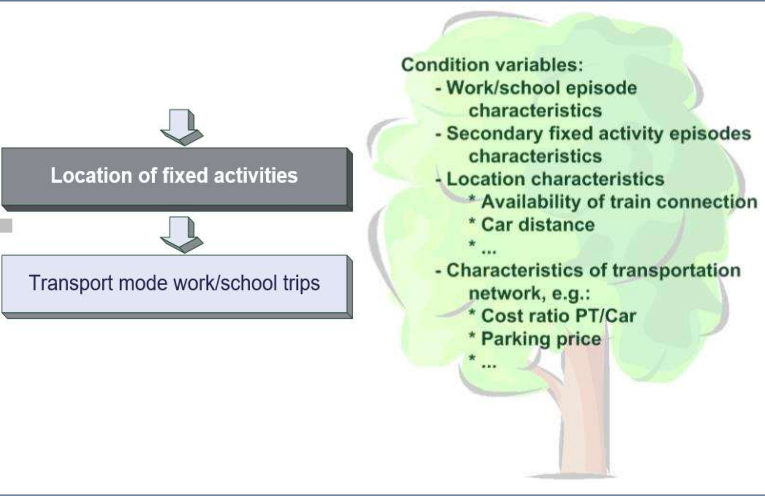 Location of fixed activities
Transport mode work/school trips
Condition variables:
- Work/school episode
characteristics
- Secondary fixed activity episodes
characteristics
- Location characteristics
* Availability of train connection
* Car distance
* ...
- Characteristics of transportation
network, e.g.:
* Cost ratio PT/Car
* Parking price
* ...